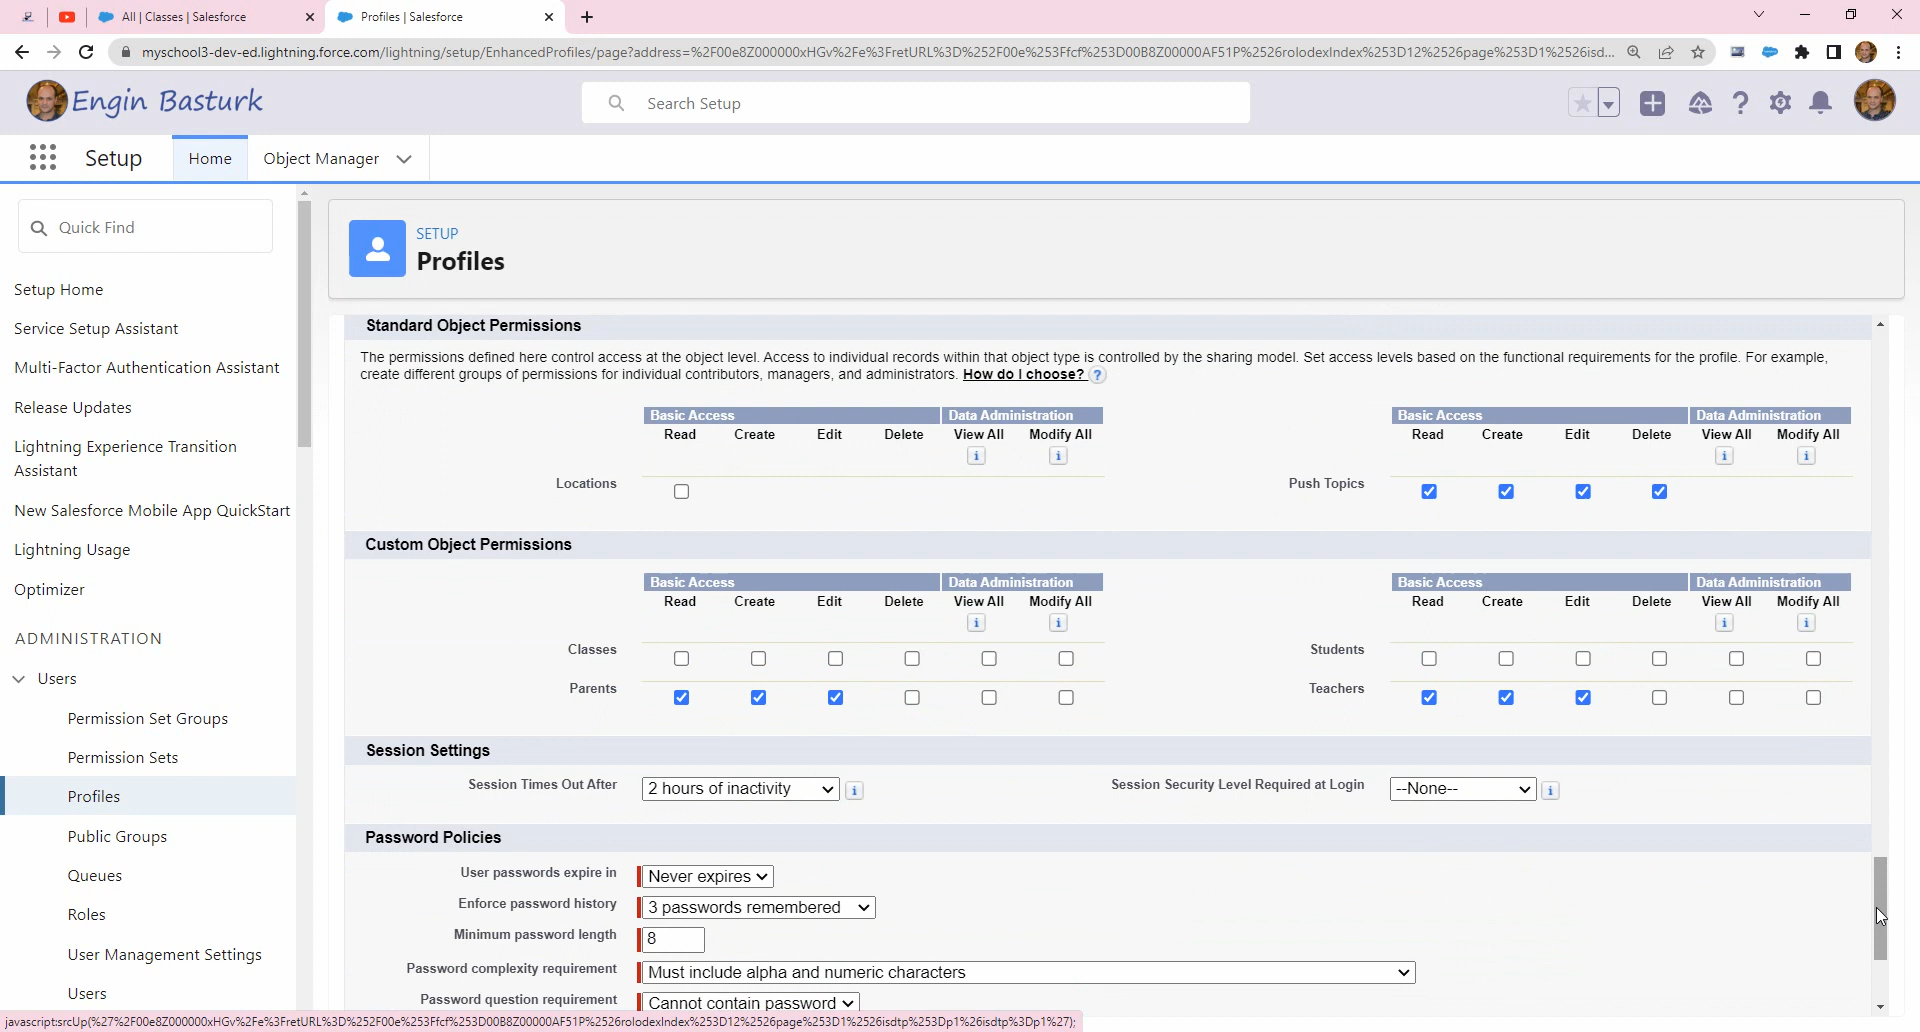 All | Classes | Salesforce
Profiles | Salesforce
myschool3-dev-ed.lightning.force.com/lightning/setup/EnhancedProfiles/page?address=%2F00e8Z000000xHGv%2Fe%3FretURL%3D%252F00e%253Ffcf%253D00B8Z00000AF51P%2526rolodexIndex%253D12%2526page%253D1%2526isd...
Engin Basturk
Search Setup
Setup
Home
Object Manager
Quick Find
Setup Home
Service Setup Assistant
Multi-Factor Authentication Assistant
Release Updates
Lightning Experience Transition
Assistant
New Salesforce Mobile App QuickStart
Lightning Usage
Optimizer
ADMINISTRATION
Users
Permission Set Groups
Permission Sets
Profiles
Public Groups
Queues
Roles
User Management Settings
Users
SETUP
Profiles
Standard Object Permissions
The permissions defined here control access at the object level. Access to individual records within that object type is controlled by the sharing model. Set access levels based on the functional requirements for the profile. For example,
create different groups of permissions for individual contributors, managers, and administrators. How do I choose? ?
Basic Access Data Administration Basic Access Data Administration
Read Create Edit Delete View All Modify All Read Create Edit Delete View All Modify All
i i i i
Locations Push Topics
Custom Object Permissions
Basic Access Data Administration Basic Access Data Administration
Read Create Edit Delete View All Modify All Read Create Edit Delete View All Modify All
i i i i
Classes Students
Parents Teachers
Session Settings
Session Times Out After 2 hours of inactivity i Session Security Level Required at Login --None-- i
Password Policies
User passwords expire in Never expires
Enforce password history 3 passwords remembered
Minimum password length 8
Password complexity requirement Must include alpha and numeric characters
Password question requirement Cannot contain password
javascript:srcUp(%27%2F00e8Z000000xHGv%2Fe%3FretURL%3D%252F00e%253Ffcf%253D00B8Z00000AF51P%2526rolodexIndex%253D12%2526page%253D1%2526isdtp%253Dp1%26isdtp%3Dp1%27);